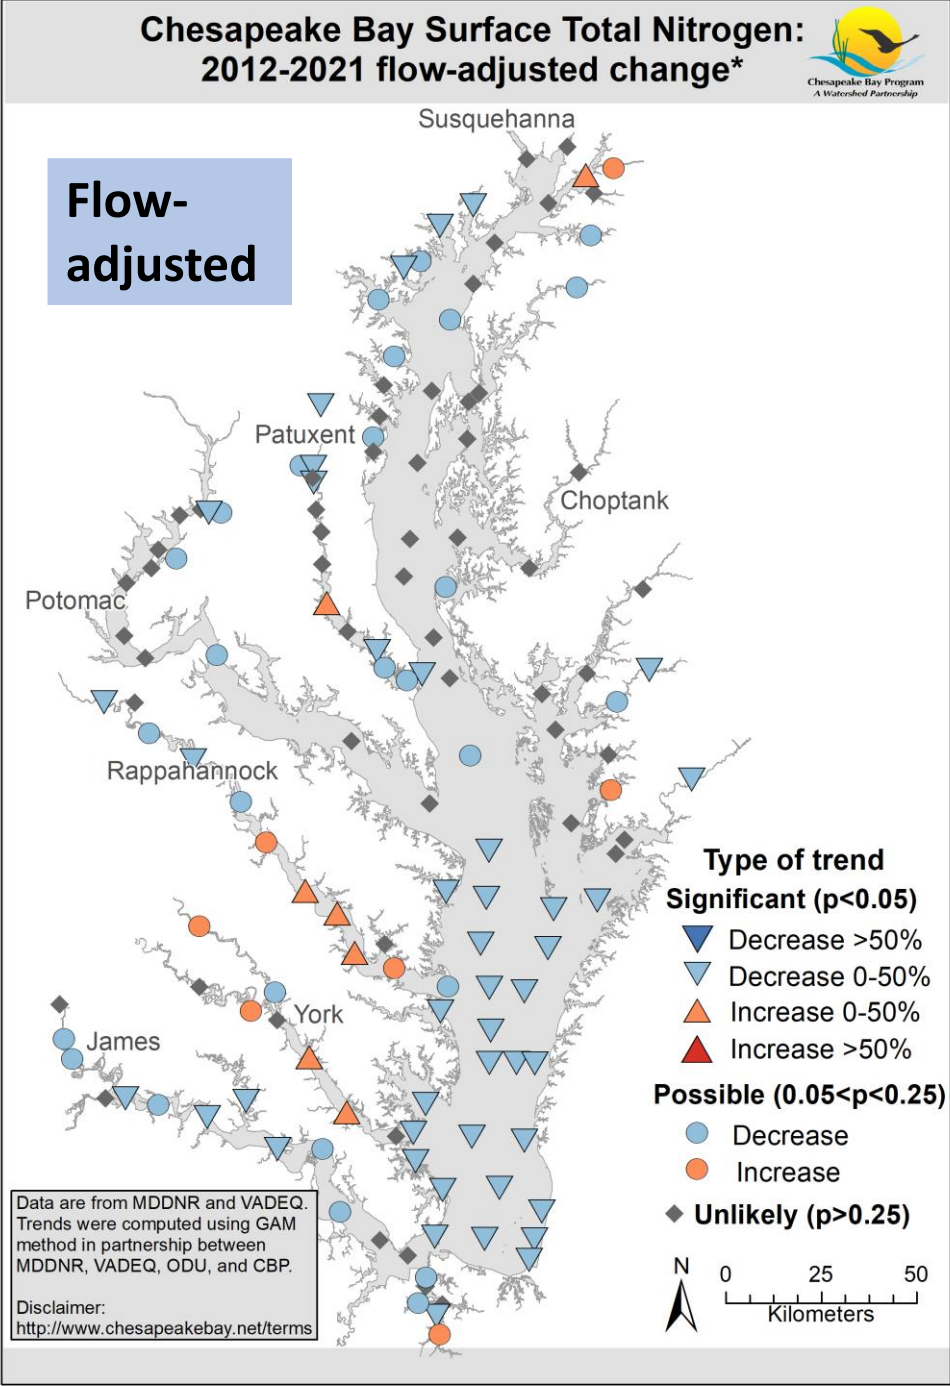 Chesapeake Bay Surface Total Nitrogen:
2012-2021 flow-adjusted change*
Chesapeake Bay Program
A Watershed Partnership
Susquehanna
Flow-
adjusted
Patuxent
Choptank
Potomac
Rappahannock
York
James
Type of trend
Significant (p<0.05)
Decrease >50%
Decrease 0-50%
Increase 0-50%
Increase >50%
Possible (0.05<p<0.25)
Decrease
Increase
Unlikely (p>0.25)
Data are from MDDNR and VADEQ.
Trends were computed using GAM
method in partnership between
MDDNR, VADEQ, ODU, and CBP.
Disclaimer:
http://www.chesapeakebay.net/terms
N
0 25 50
Kilometers